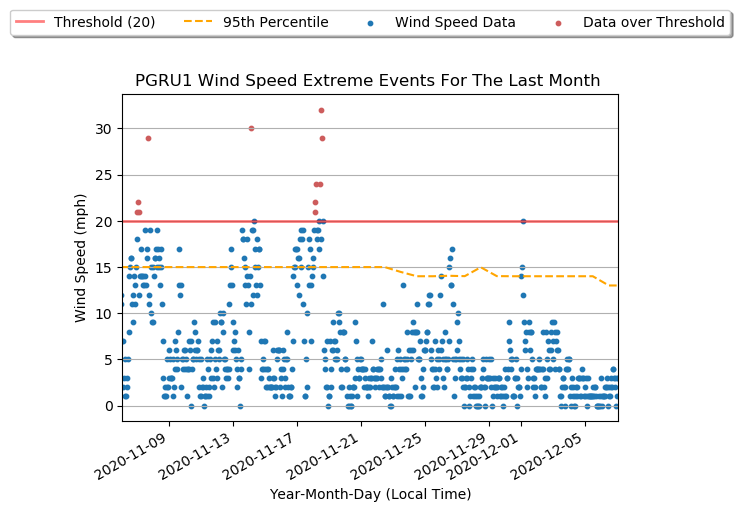 Threshold (20) 95th Percentile Wind Speed Data Data over Threshold
PGRU1 Wind Speed Extreme Events For The Last Month
Wind Speed (mph)
30
25
20
15
10
5
0
2020-11-09 2020-11-13 2020-11-17 2020-11-21 2020-11-25 2020-11-29 2020-12-01 2020-12-05
Year-Month-Day (Local Time)